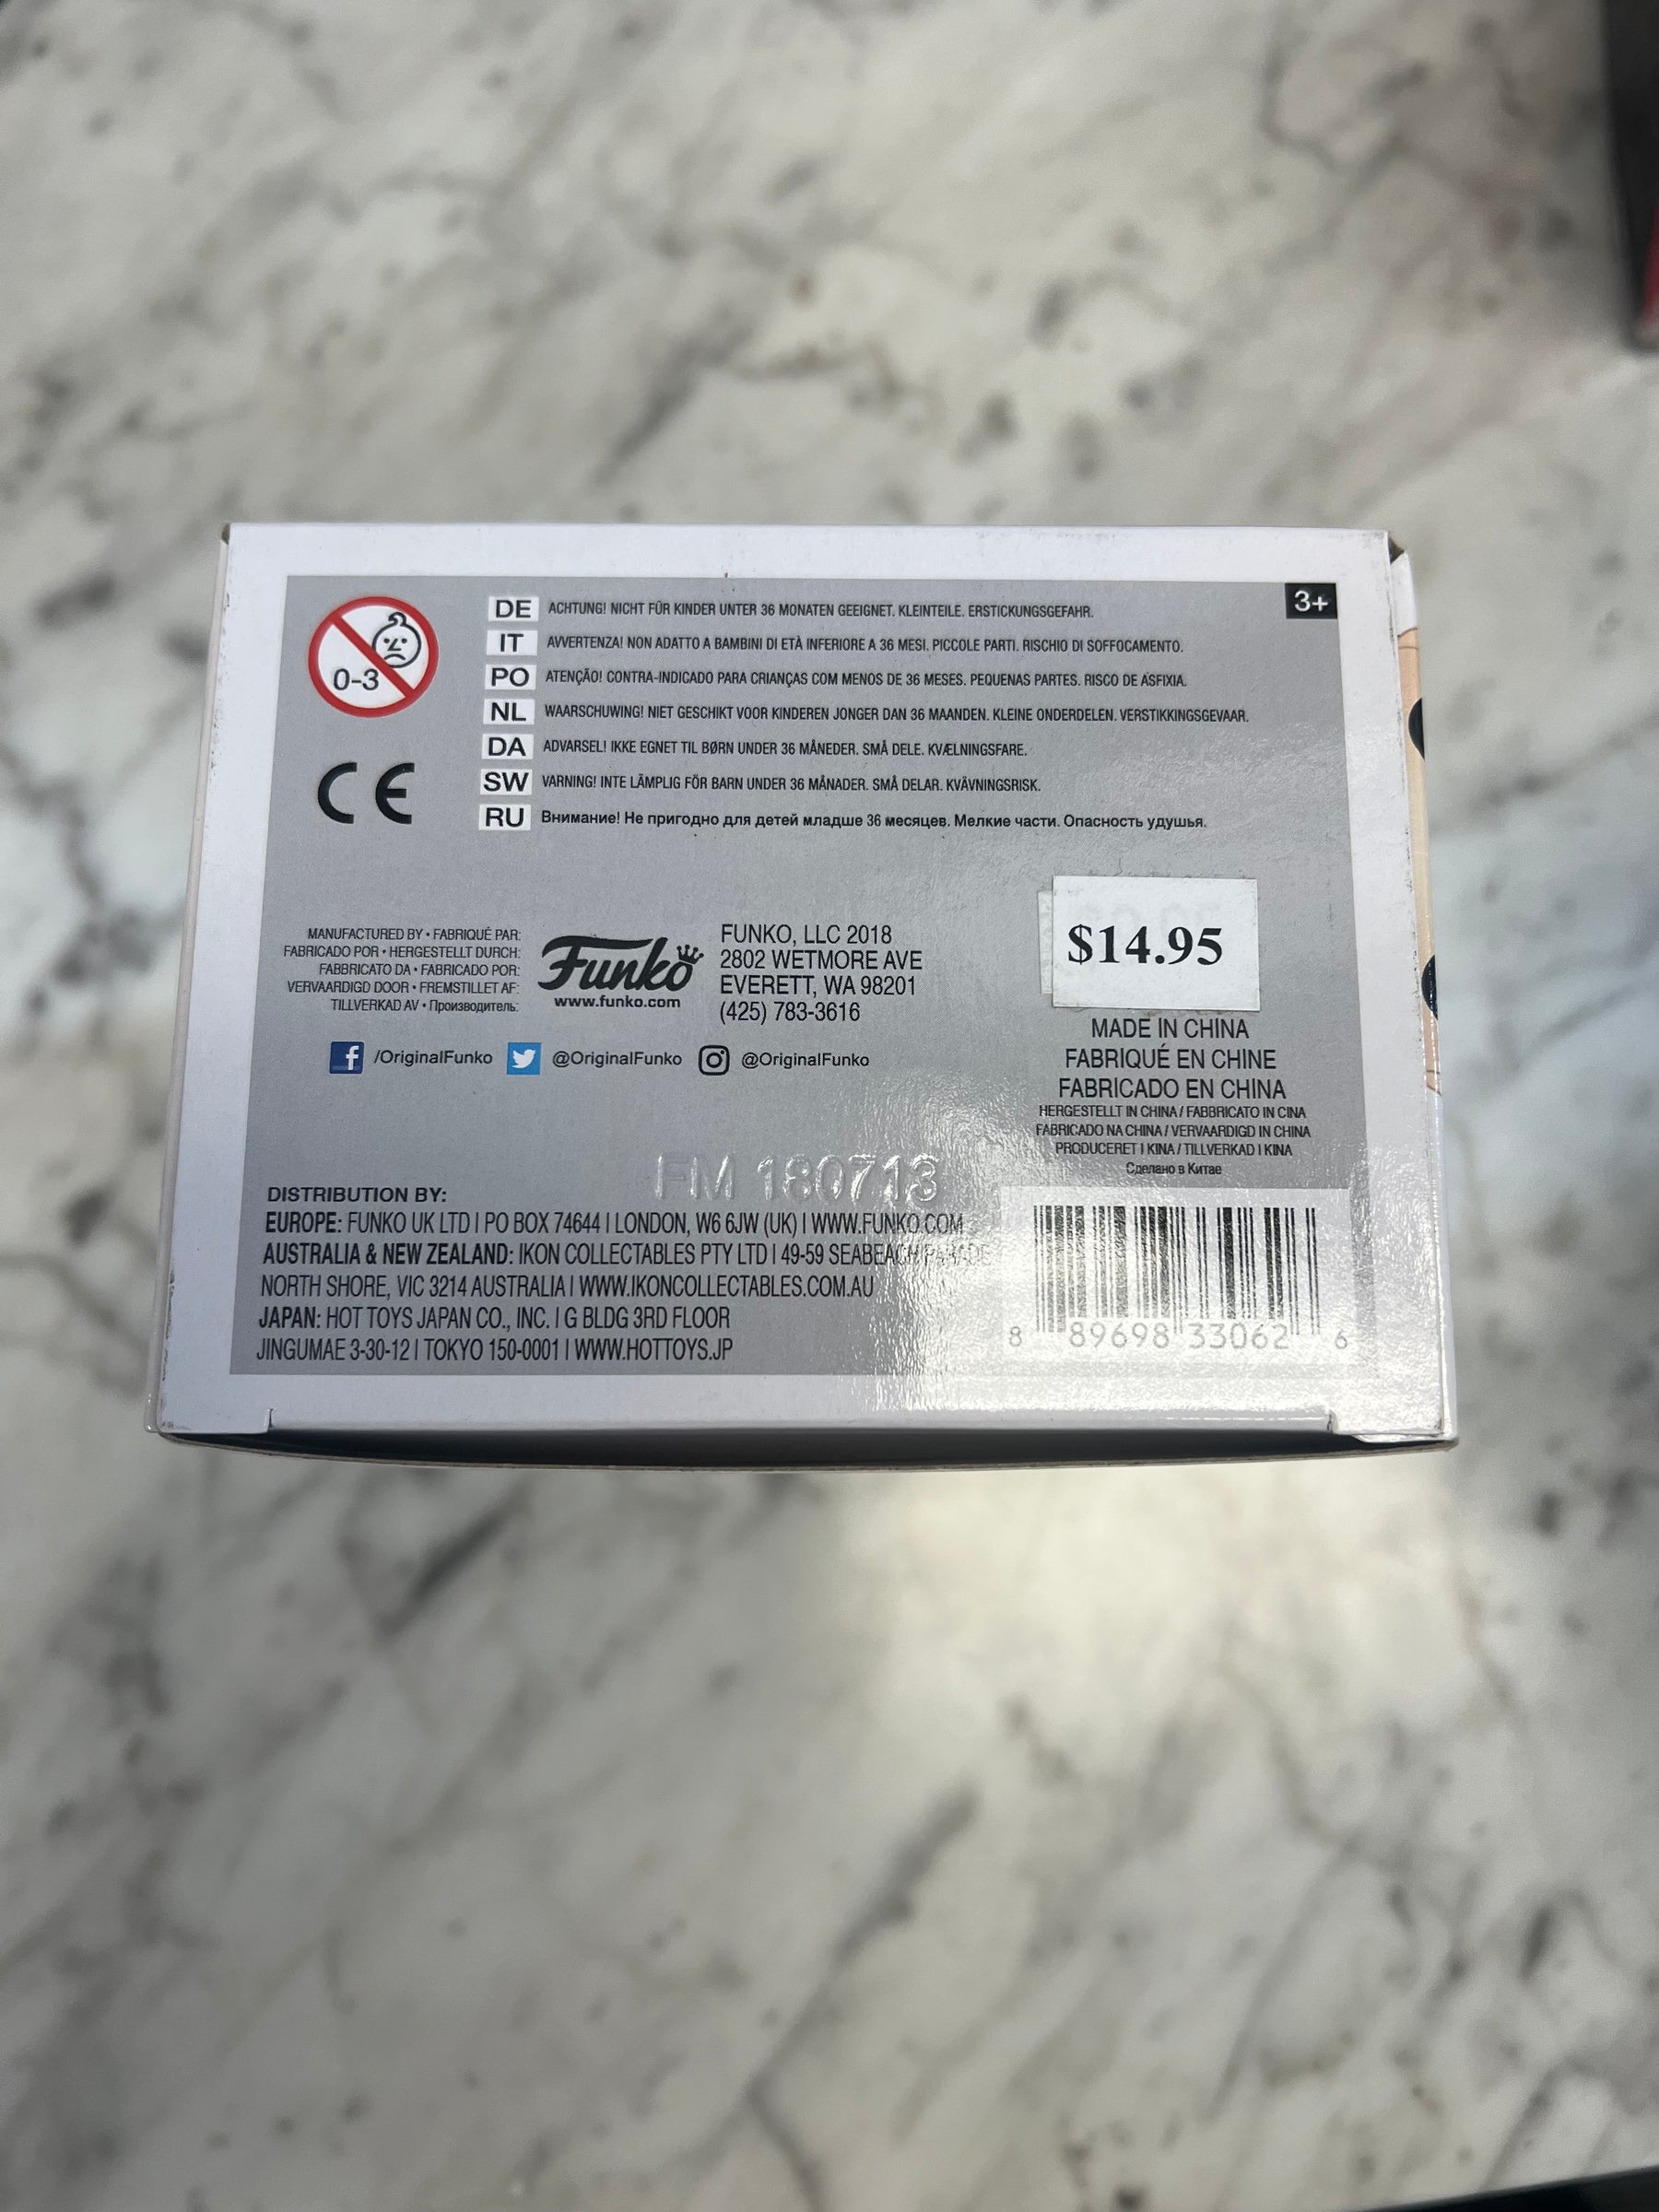 3+
0-3
DE ACHTUNG! NICHT FÜR KINDER UNTER 36 MONATEN GEEIGNET. KLEINTEILE. ERSTICKUNGSGEFAHR.
IT AVVERTENZA! NON ADATTO A BAMBINI DI ETÀ INFERIORE A 36 MESI. PICCOLE PARTI. RISCHIO DI SOFFOCAMENTO.
PO ATENÇÃO! CONTRA-INDICADO PARA CRIANÇAS COM MENOS DE 36 MESES. PEQUENAS PARTES. RISCO DE ASFIXIA.
NL WAARSCHUWING! NIET GESCHIKT VOOR KINDEREN JONGER DAN 36 MAANDEN. KLEINE ONDERDELEN. VERSTIKKINGSGEVAAR.
DA ADVARSEL! IKKE EGNET TIL BØRN UNDER 36 MÅNEDER. SMÅ DELE. KVÆLNINGSFARE.
SW VARNING! INTE LÄMPLIG FÖR BARN UNDER 36 MÅNADER. SMÅ DELAR. KVÄVNINGSRISK.
RU Внимание! Не пригодно для детей младше 36 месяцев. Мелкие части. Опасность удушья.
CE
MANUFACTURED BY • FABRIQUÉ PAR:
FABRICADO POR • HERGESTELLT DURCH:
FABBRICATO DA • FABRICADO POR:
VERVAARDIGD DOOR • FREMSTILLET AF:
TILLVERKAD AV • Производитель:
Funko
www.funko.com
FUNKO, LLC 2018
2802 WETMORE AVE
EVERETT, WA 98201
(425) 783-3616
/OriginalFunko @OriginalFunko @OriginalFunko
$14.95
MADE IN CHINA
FABRIQUÉ EN CHINE
FABRICADO EN CHINA
HERGESTELLT IN CHINA / FABBRICATO IN CINA
FABRICADO NA CHINA / VERVAARDIGD IN CHINA
PRODUCERET I KINA / TILLVERKAD I KINA
Сделано в Китае
FM 180713
DISTRIBUTION BY:
EUROPE: FUNKO UK LTD | PO BOX 74644 | LONDON, W6 6JW (UK) | WWW.FUNKO.COM
AUSTRALIA & NEW ZEALAND: IKON COLLECTABLES PTY LTD | 49-59 SEABEACH PARADE
NORTH SHORE, VIC 3214 AUSTRALIA | WWW.IKONCOLLECTABLES.COM.AU
JAPAN: HOT TOYS JAPAN CO., INC. | G BLDG 3RD FLOOR
JINGUMAE 3-30-12 | TOKYO 150-0001 | WWW.HOTTOYS.JP
8 89698 33062 6